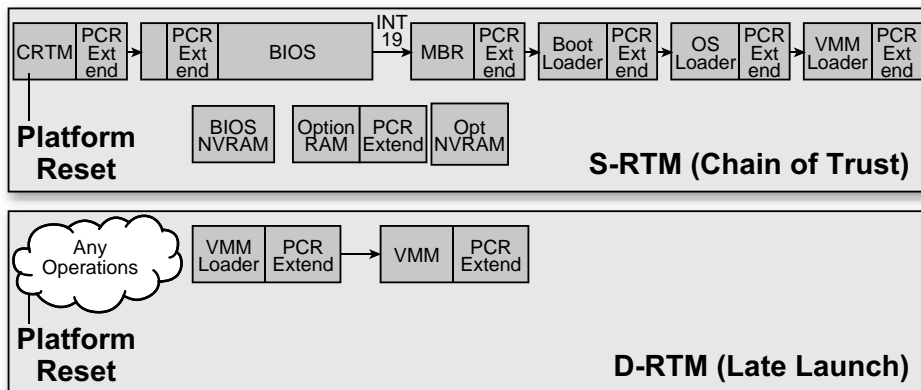 CRTM
PCR
Ext
end
PCR
Ext
end
BIOS
INT
19
MBR
PCR
Ext
end
Boot
Loader
PCR
Ext
end
OS
Loader
PCR
Ext
end
VMM
Loader
PCR
Ext
end
Platform
Reset
BIOS
NVRAM
Option
RAM
PCR
Extend
Opt
NVRAM
S-RTM (Chain of Trust)
Any
Operations
VMM
Loader
PCR
Extend
VMM
PCR
Extend
Platform
Reset
D-RTM (Late Launch)